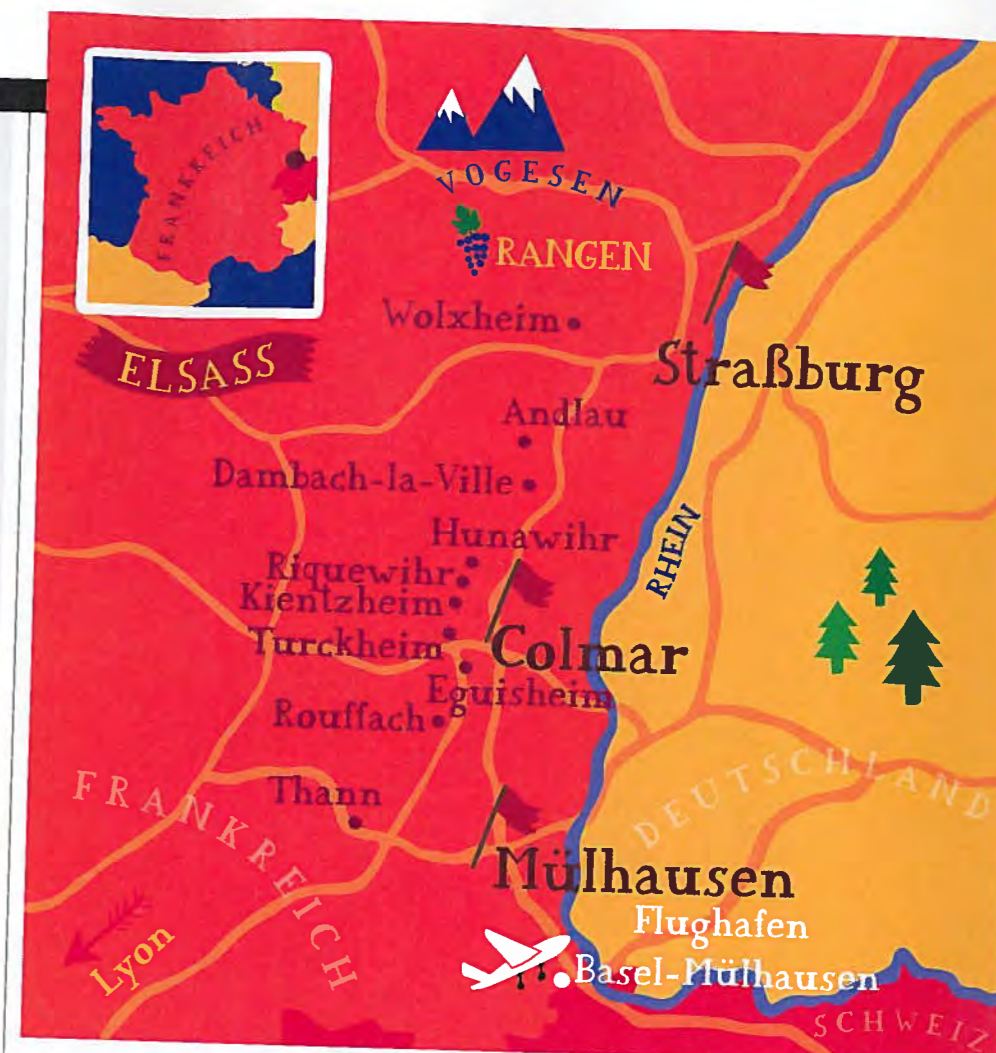 FRANKREICH
VOGESEN
RANGEN
Wolxheim
ELSASS
Straßburg
Andlau
Dambach-la-Ville
Hunawihr
RHEIN
Riquewihr
Kientzheim
Turckheim
Colmar
Eguisheim
Rouffach
DEUTSCHLAND
FRANKREICH
Thann
Mülhausen
Flughafen
Basel-Mülhausen
Lyon
SCHWEIZ